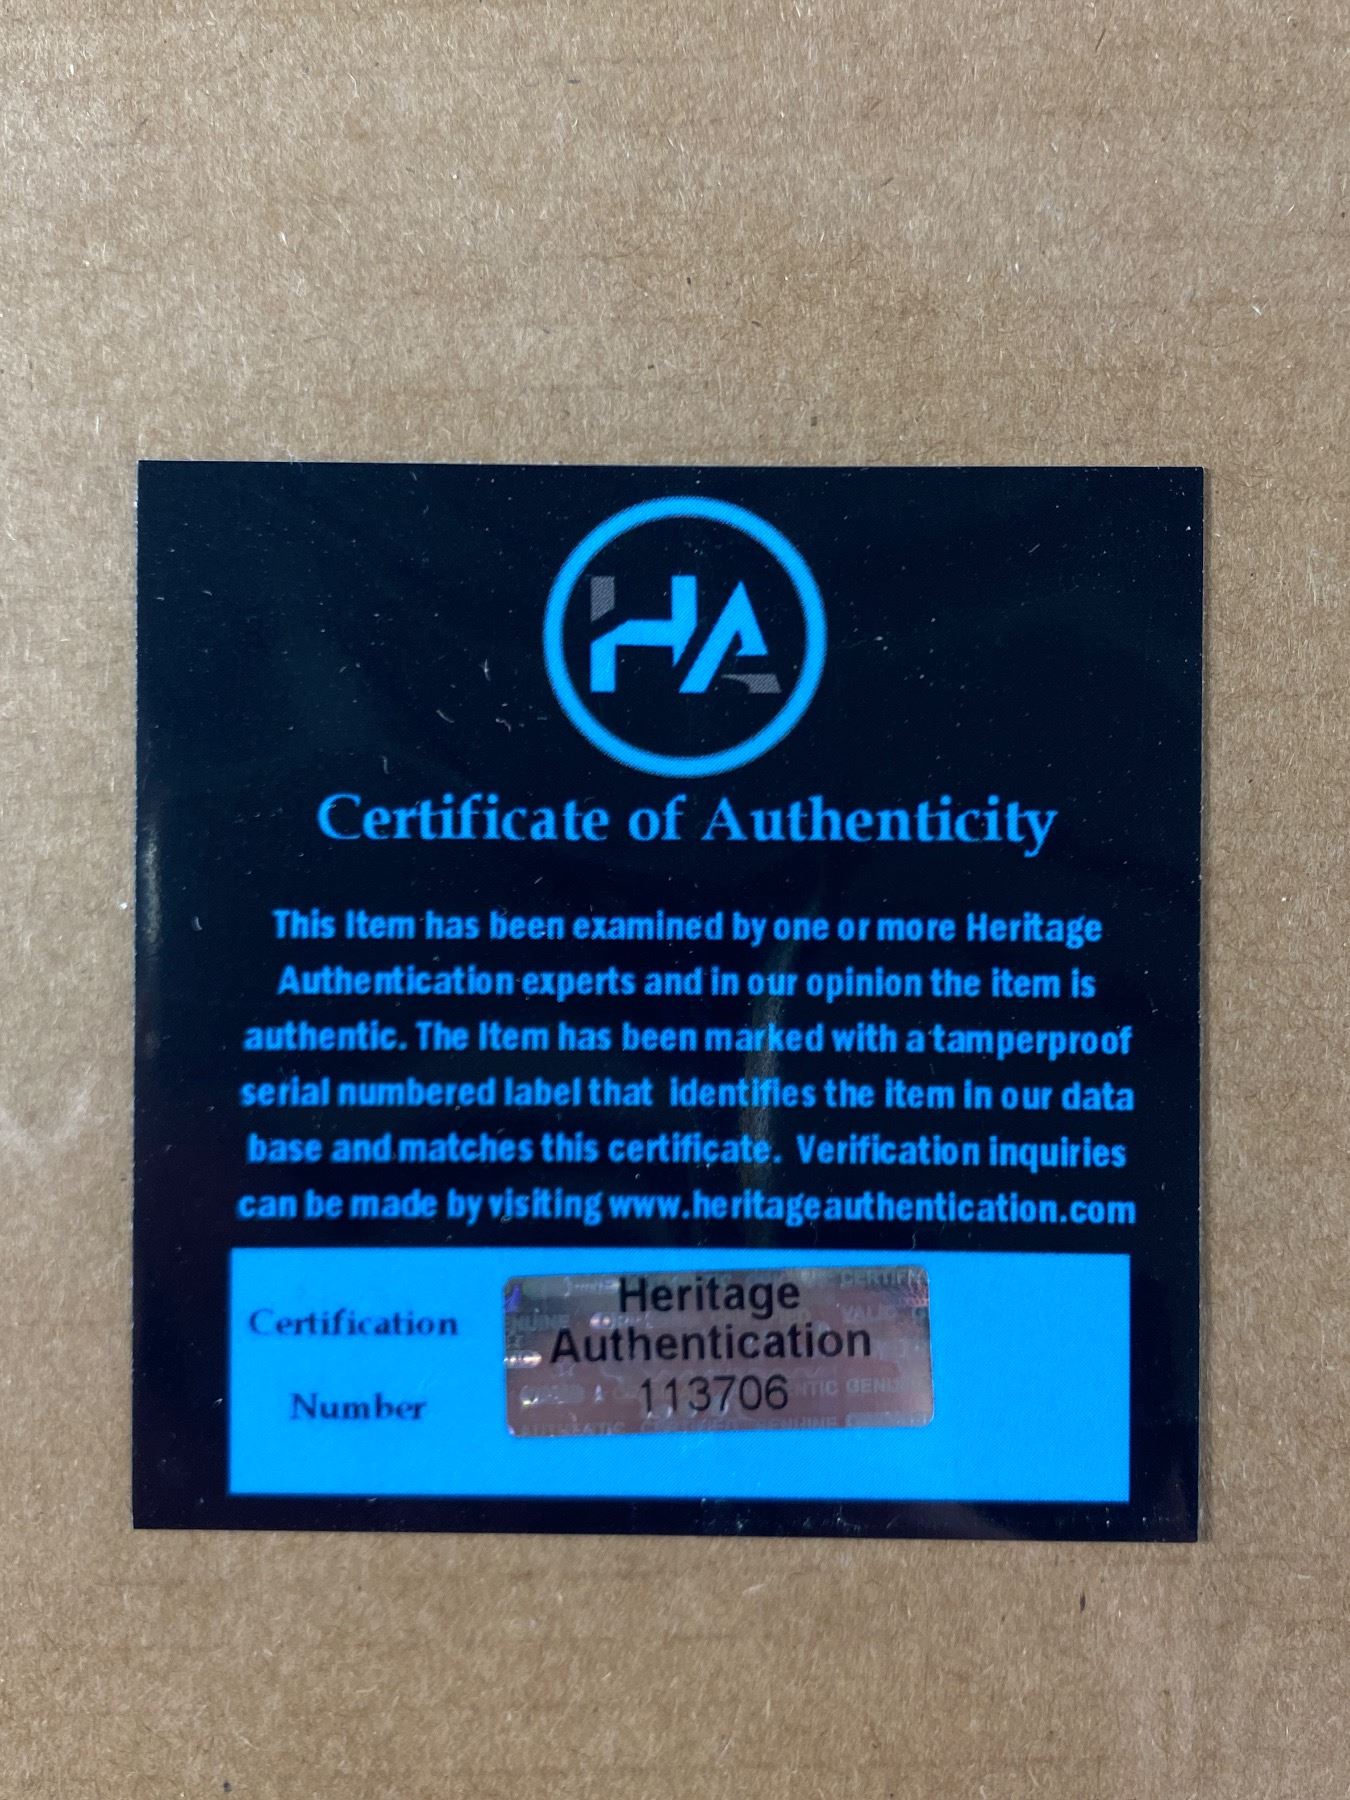 HA
Certificate of Authenticity
This Item has been examined by one or more Heritage
Authentication experts and in our opinion the item is
authentic. The Item has been marked with a tamperproof
serial numbered label that identifies the item in our data
base and matches this certificate. Verification inquiries
can be made by visiting www.heritageauthentication.com
Certification
Number
Heritage
Authentication
113706